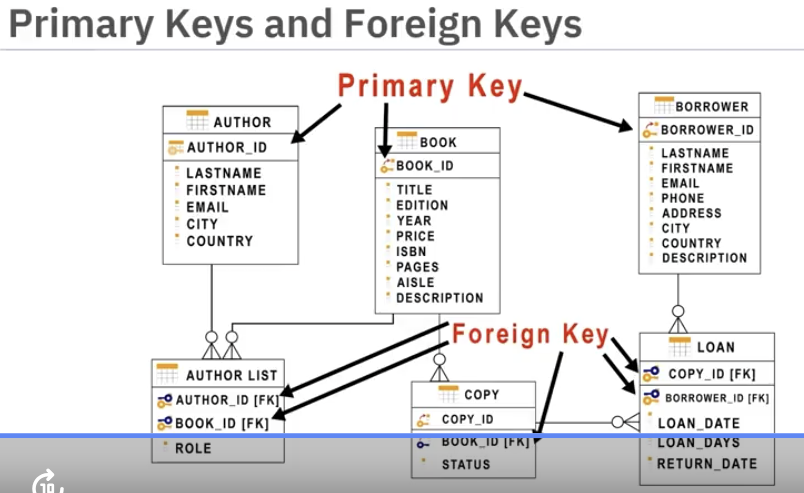 Primary Keys and Foreign Keys
Primary Key
AUTHOR
AUTHOR_ID
LASTNAME
FIRSTNAME
EMAIL
CITY
COUNTRY
BOOK
BOOK_ID
TITLE
EDITION
YEAR
PRICE
ISBN
PAGES
AISLE
DESCRIPTION
BORROWER
BORROWER_ID
LASTNAME
FIRSTNAME
EMAIL
PHONE
ADDRESS
CITY
COUNTRY
DESCRIPTION
Foreign Key
AUTHOR LIST
AUTHOR_ID [FK]
BOOK_ID [FK]
ROLE
COPY
COPY_ID
BOOK_ID [FK]
STATUS
LOAN
COPY_ID [FK]
BORROWER_ID [FK]
LOAN_DATE
LOAN_DAYS
RETURN_DATE
10